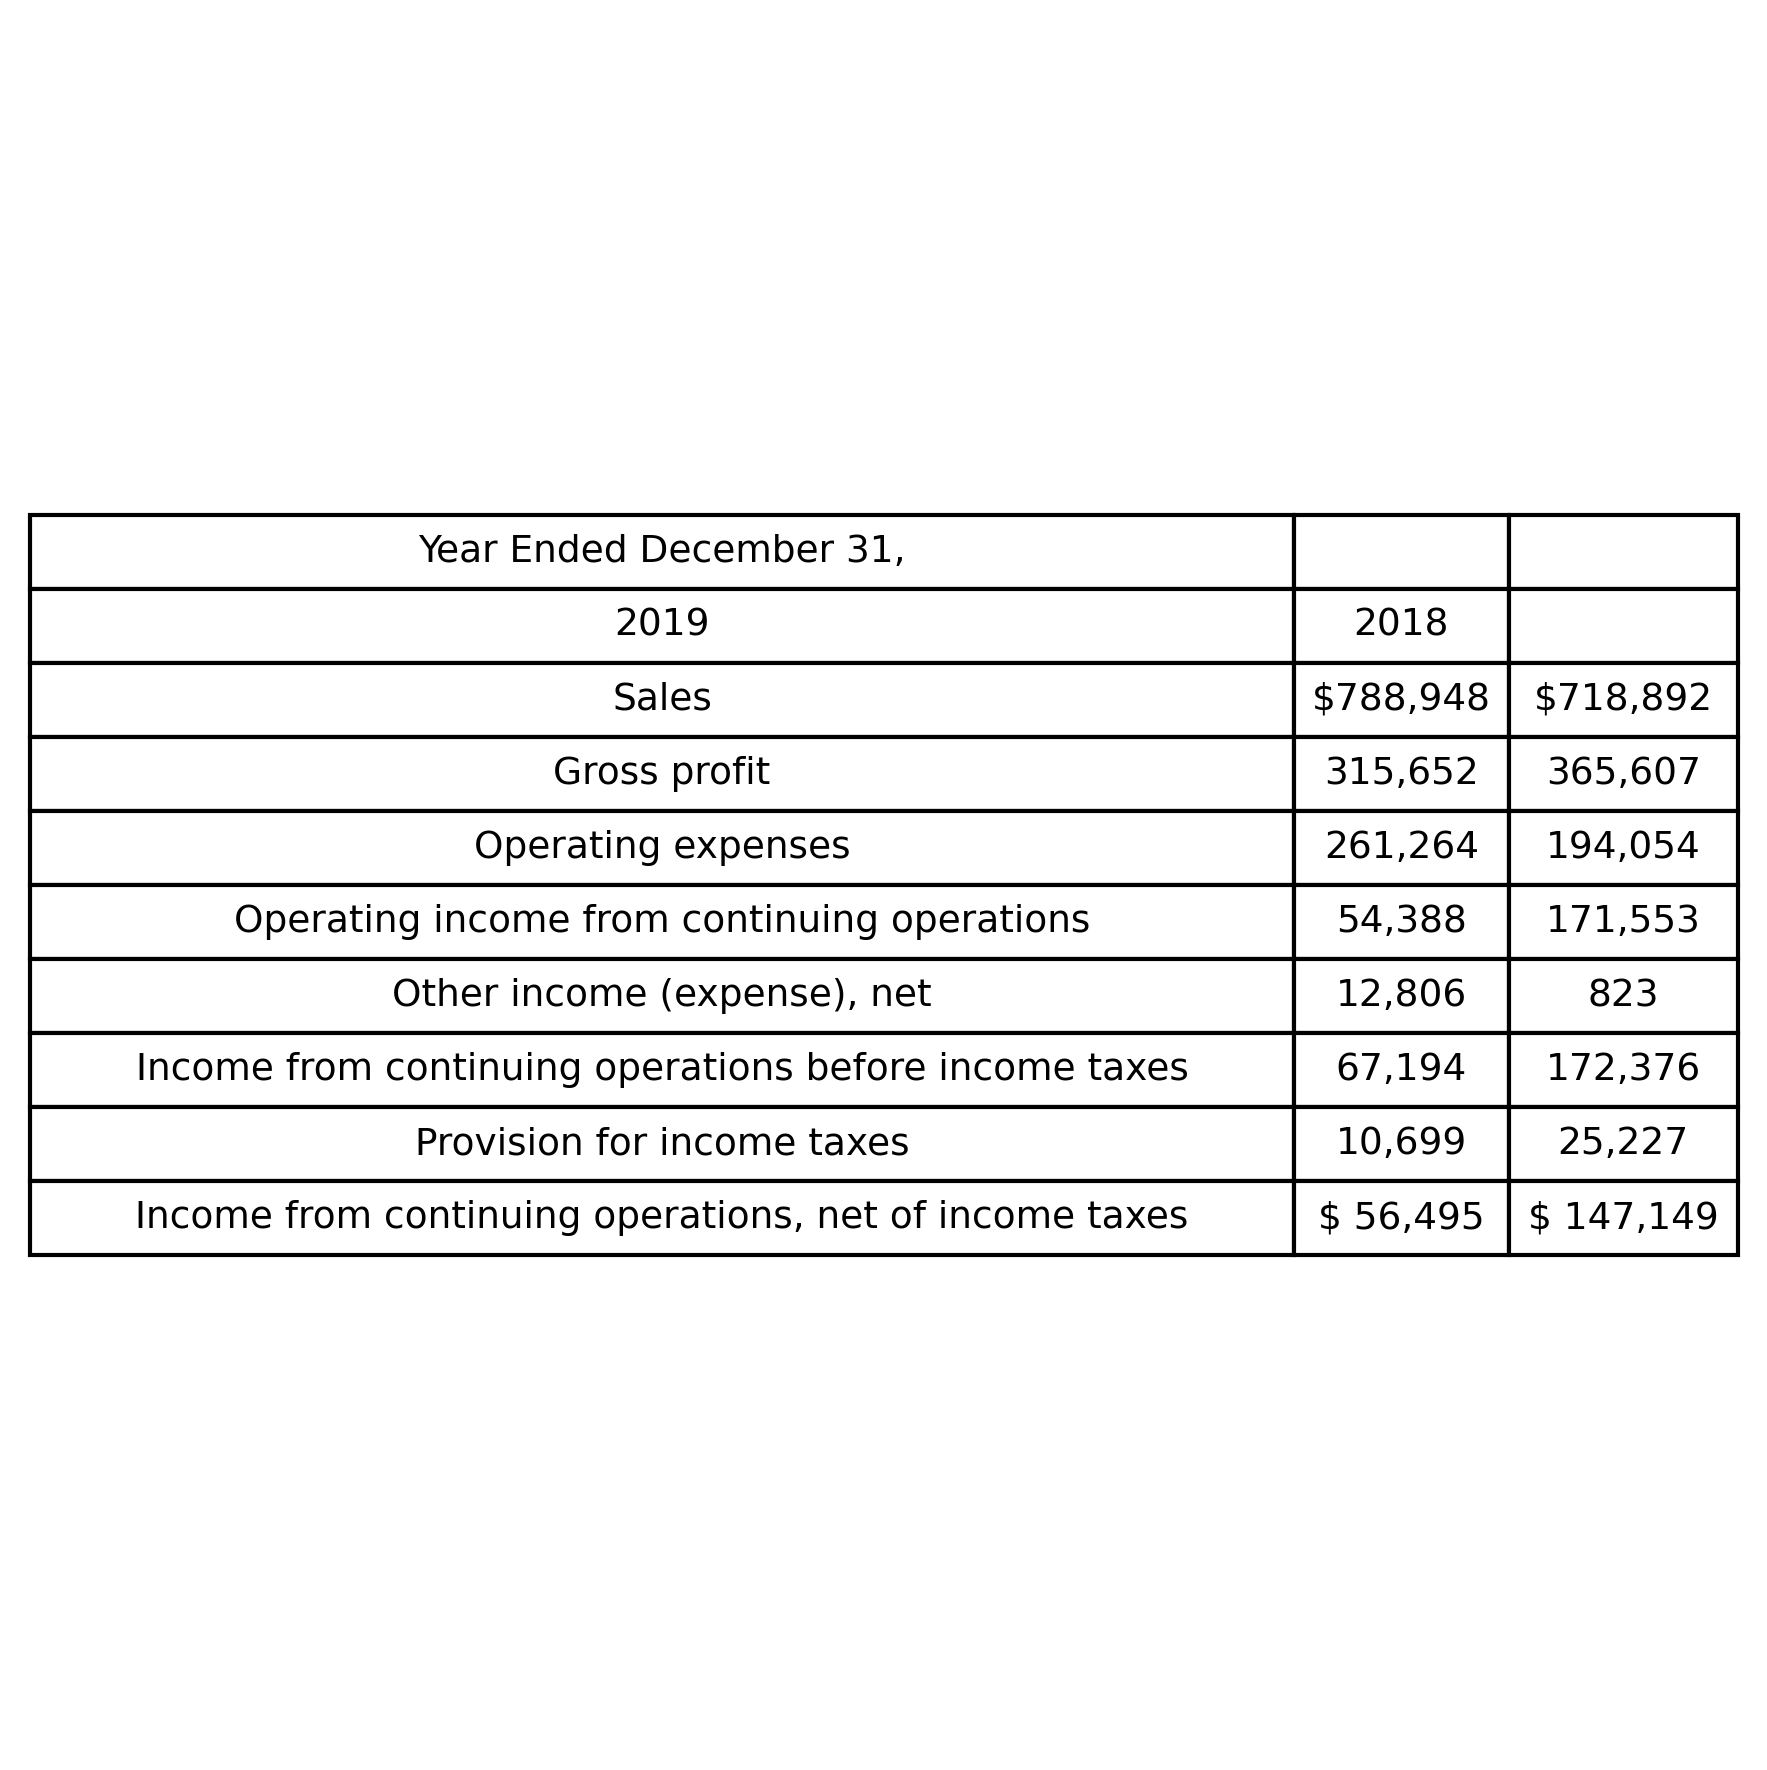 Year Ended December 31,
2019 2018
Sales $788,948 $718,892
Gross profit 315,652 365,607
Operating expenses 261,264 194,054
Operating income from continuing operations 54,388 171,553
Other income (expense), net 12,806 823
Income from continuing operations before income taxes 67,194 172,376
Provision for income taxes 10,699 25,227
Income from continuing operations, net of income taxes $ 56,495 $ 147,149